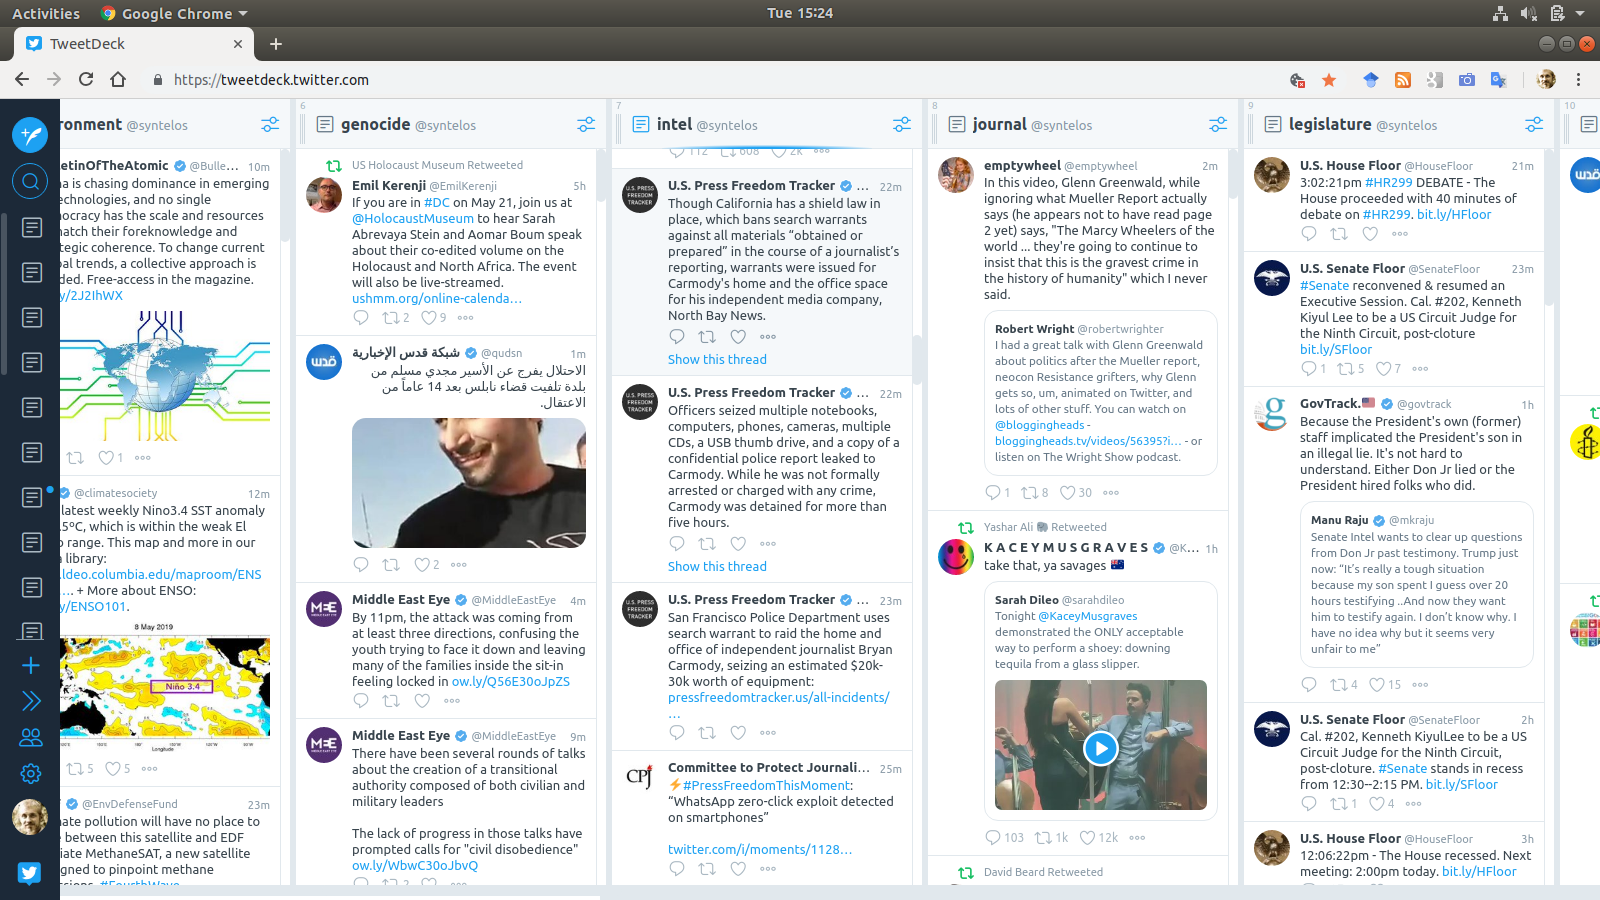 Activities
Google Chrome
Tue 15:24
TweetDeck
https://tweetdeck.twitter.com
ronment @syntelos
etinOfTheAtomic @Bulle... 10m
na is chasing dominance in emerging
echnologies, and no single
nocracy has the scale and resources
natch their foreknowledge and
tegic coherence. To change current
bal trends, a collective approach is
ded. Free-access in the magazine.
y/2J2IhWX
1
@climatesociety 12m
latest weekly Nino3.4 SST anomaly
.5ºC, which is within the weak El
o range. This map and more in our
library:
.ldeo.columbia.edu/maproom/ENS
... + More about ENSO:
y/ENSO101.
8 May 2019
Niño 3.4
Longitude
5 5
@EnvDefenseFund 23m
nate pollution will have no place to
e between this satellite and EDF
iate MethaneSAT, a new satellite
igned to pinpoint methane
ssions. #FourthWave
6
genocide @syntelos
US Holocaust Museum Retweeted
Emil Kerenji @EmilKerenji 5h
If you are in #DC on May 21, join us at
@HolocaustMuseum to hear Sarah
Abrevaya Stein and Aomar Boum speak
about their co-edited volume on the
Holocaust and North Africa. The event
will also be live-streamed.
ushmm.org/online-calenda...
2 9
قدس
شبكة قدس الإخبارية @qudsn 1m
الاحتلال يفرج عن الأسير مجدي مسلم من
بلدة تلفيت قضاء نابلس بعد 14 عاماً من
الاعتقال.
2
MEE
MIDDLE EAST EYE
Middle East Eye @MiddleEastEye 4m
By 11pm, the attack was coming from
at least three directions, confusing the
youth trying to face it down and leaving
many of the families inside the sit-in
feeling locked in ow.ly/Q56E30oJpZS
MEE
MIDDLE EAST EYE
Middle East Eye @MiddleEastEye 9m
There have been several rounds of talks
about the creation of a transitional
authority composed of both civilian and
military leaders
The lack of progress in those talks have
prompted calls for "civil disobedience"
ow.ly/WbwC30oJbvQ
2
7
intel @syntelos
112 608 2k
U.S. PRESS
FREEDOM
TRACKER
U.S. Press Freedom Tracker ... 22m
Though California has a shield law in
place, which bans search warrants
against all materials “obtained or
prepared” in the course of a journalist’s
reporting, warrants were issued for
Carmody's home and the office space
for his independent media company,
North Bay News.
Show this thread
U.S. PRESS
FREEDOM
TRACKER
U.S. Press Freedom Tracker ... 22m
Officers seized multiple notebooks,
computers, phones, cameras, multiple
CDs, a USB thumb drive, and a copy of a
confidential police report leaked to
Carmody. While he was not formally
arrested or charged with any crime,
Carmody was detained for more than
five hours.
Show this thread
U.S. PRESS
FREEDOM
TRACKER
U.S. Press Freedom Tracker ... 23m
San Francisco Police Department uses
search warrant to raid the home and
office of independent journalist Bryan
Carmody, seizing an estimated $20k-
30k worth of equipment:
pressfreedomtracker.us/all-incidents/
...
CPJ
Committee to Protect Journali... 25m
⚡#PressFreedomThisMoment:
“WhatsApp zero-click exploit detected
on smartphones”
twitter.com/i/moments/1128...
8
journal @syntelos
emptywheel @emptywheel 2m
In this video, Glenn Greenwald, while
ignoring what Mueller Report actually
says (he appears not to have read page
2 yet) says, "The Marcy Wheelers of the
world ... they're going to continue to
insist that this is the gravest crime in
the history of humanity" which I never
said.
Robert Wright @robertwrighter
I had a great talk with Glenn Greenwald
about politics after the Mueller report,
neocon Resistance grifters, why Glenn
gets so, um, animated on Twitter, and
lots of other stuff. You can watch on
@bloggingheads -
bloggingheads.tv/videos/56395?i... - or
listen on The Wright Show podcast.
1 8 30
Yashar Ali 🐘 Retweeted
K A C E Y M U S G R A V E S @K... 1h
take that, ya savages 🇦🇺
Sarah Dileo @sarahdileo
Tonight @KaceyMusgraves
demonstrated the ONLY acceptable
way to perform a shoey: downing
tequila from a glass slipper.
103 1k 12k
David Beard Retweeted
9
legislature @syntelos
U.S. House Floor @HouseFloor 21m
3:02:21pm #HR299 DEBATE - The
House proceeded with 40 minutes of
debate on #HR299. bit.ly/HFloor
U.S. Senate Floor @SenateFloor 23m
#Senate reconvened & resumed an
Executive Session. Cal. #202, Kenneth
Kiyul Lee to be a US Circuit Judge for
the Ninth Circuit, post-cloture
bit.ly/SFloor
1 5 7
GovTrack.🇺🇸 @govtrack 1h
Because the President's own (former)
staff implicated the President's son in
an illegal lie. It's not hard to
understand. Either Don Jr lied or the
President hired folks who did.
Manu Raju @mkraju
Senate Intel wants to clear up questions
from Don Jr past testimony. Trump just
now: “It’s really a tough situation
because my son spent I guess over 20
hours testifying ..And now they want
him to testify again. I don’t know why. I
have no idea why but it seems very
unfair to me”
4 15
U.S. Senate Floor @SenateFloor 2h
Cal. #202, Kenneth KiyulLee to be a US
Circuit Judge for the Ninth Circuit,
post-cloture. #Senate stands in recess
from 12:30--2:15 PM. bit.ly/SFloor
1 4
U.S. House Floor @HouseFloor 3h
12:06:22pm - The House recessed. Next
meeting: 2:00pm today. bit.ly/HFloor
10
قدس